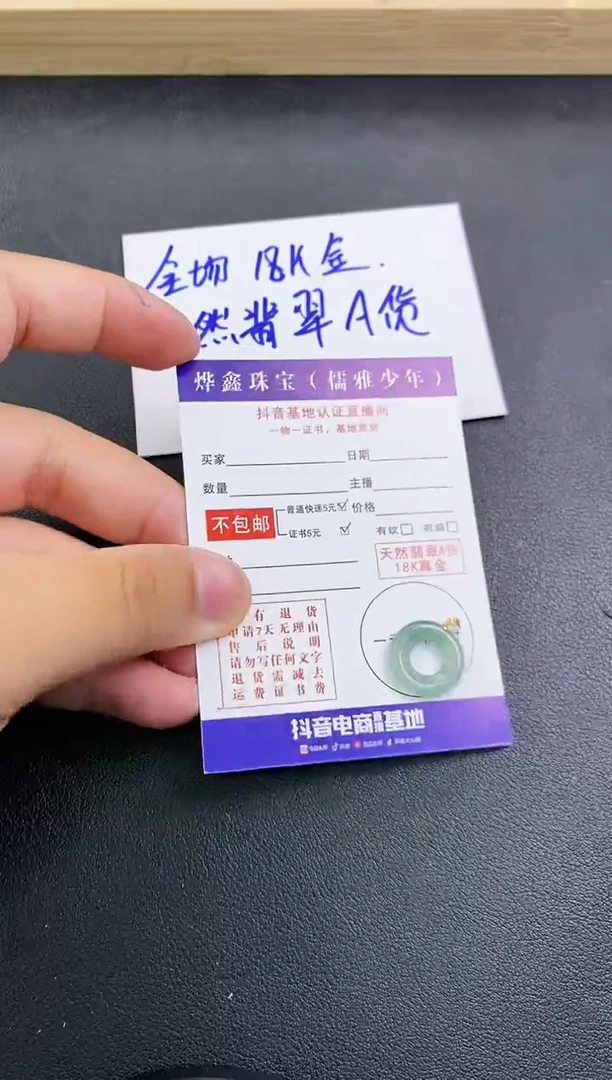 全场 18K金.
然翡翠A货
烨鑫珠宝（儒雅少年）
抖音基地认证直播间
一物一证书，基地质检
买家 日期
数量 主播
不包邮 普通快递5元☑ 价格
证书5元 ☑ 有纹□
天然翡翠A货
18K真金
有退货
申请7天无理由
售后说明
请勿写任何文字
退货需减去
运费证书费
抖音电商直播基地